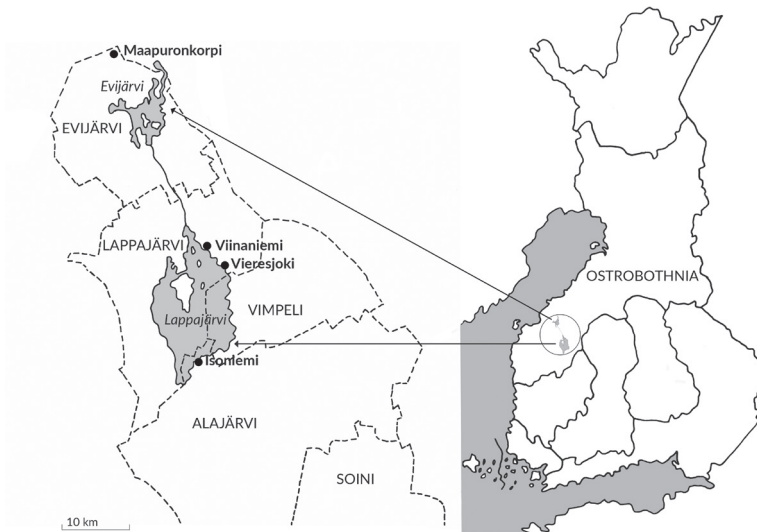 Maapuronkorpi
Evijärvi
EVIJÄRVI
LAPPAJÄRVI
Viinaniemi
Vieresjoki
OSTROBOTHNIA
VIMPELI
Lappajärvi
Isoniemi
ALAJÄRVI
SOINI
10 km